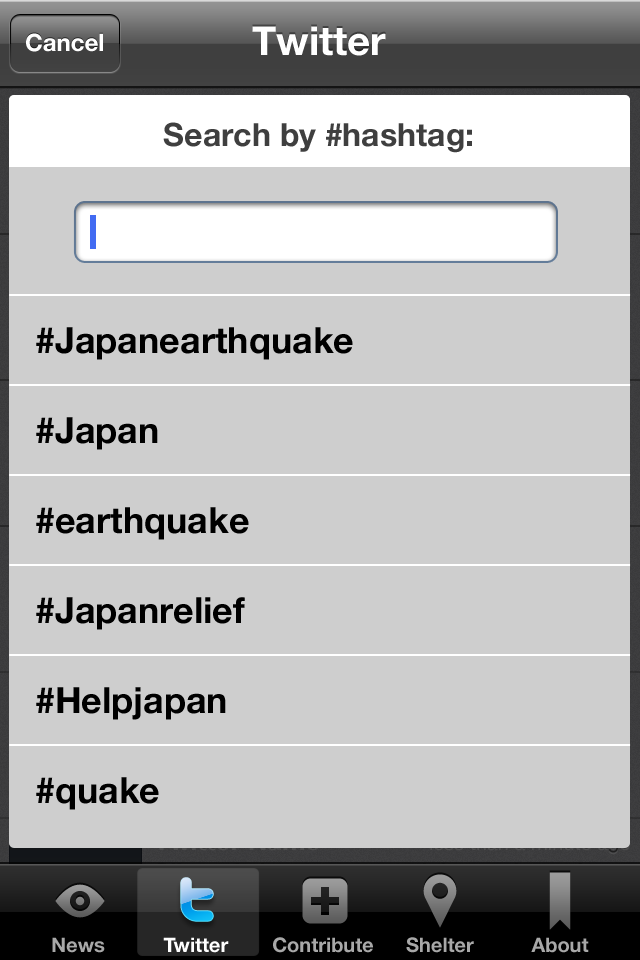 Cancel
Twitter
Search by #hashtag:
#Japanearthquake
#Japan
#earthquake
#Japanrelief
#Helpjapan
#quake
News
Twitter
Contribute
Shelter
About